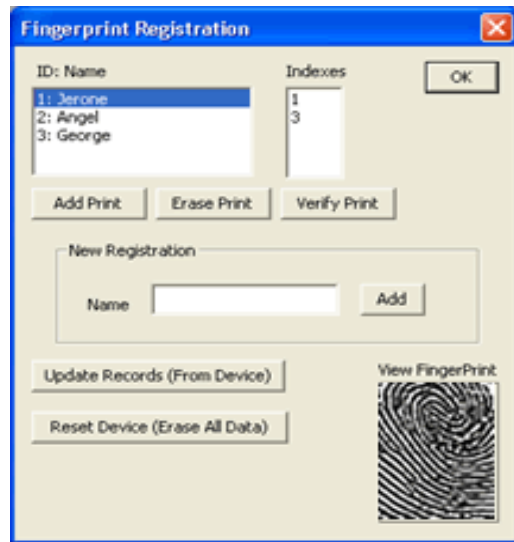 Fingerprint Registration
ID: Name
Indexes
OK
1: Jerone
2: Angel
3: George
1
3
Add Print
Erase Print
Verify Print
New Registration
Name
Add
Update Records (From Device)
View FingerPrint
Reset Device (Erase All Data)